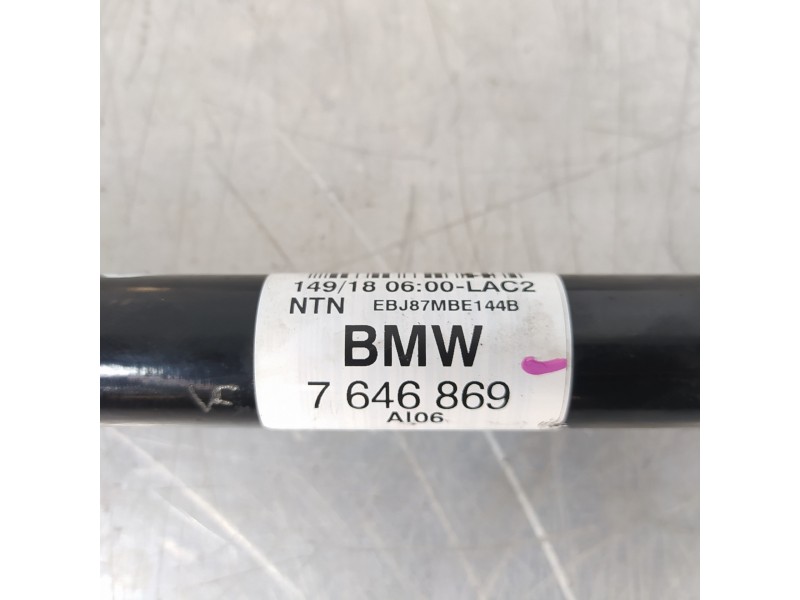 149/18 06:00-LAC2
NTN EBJ87MBE144B
BMW
7 646 869
AI06